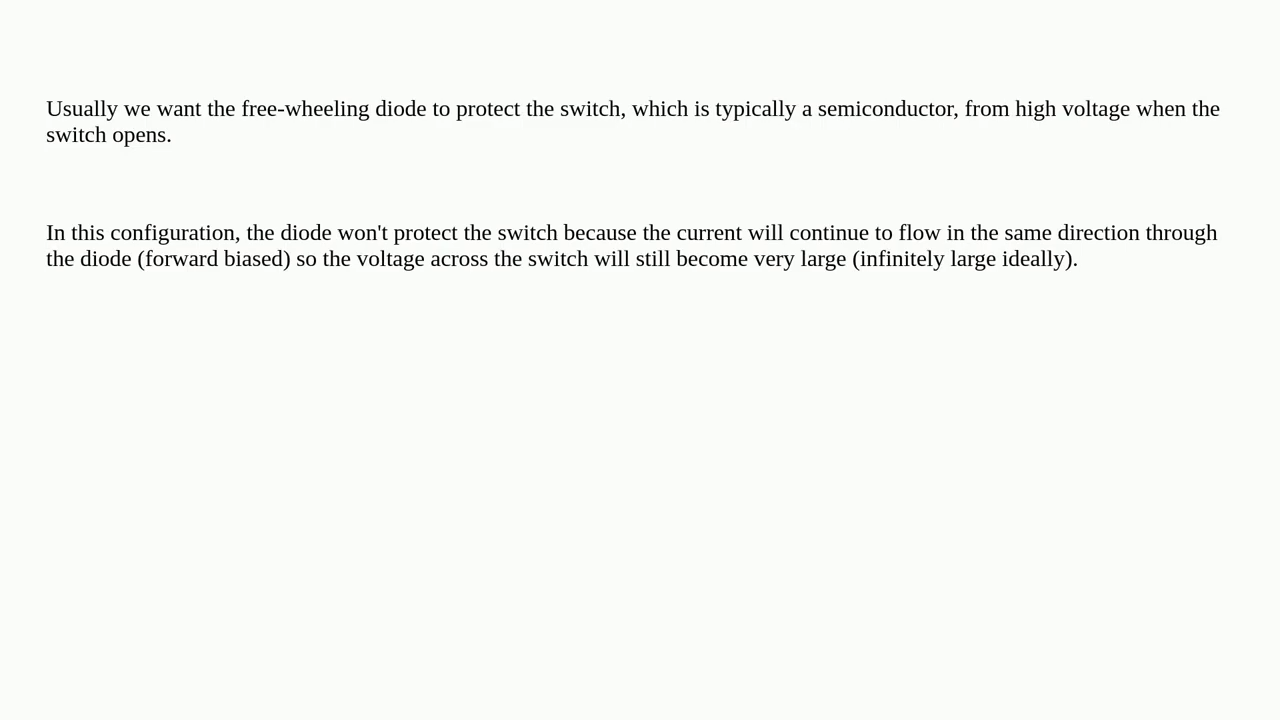 Usually we want the free-wheeling diode to protect the switch, which is typically a semiconductor, from high voltage when the
switch opens.
In this configuration, the diode won't protect the switch because the current will continue to flow in the same direction through
the diode (forward biased) so the voltage across the switch will still become very large (infinitely large ideally).